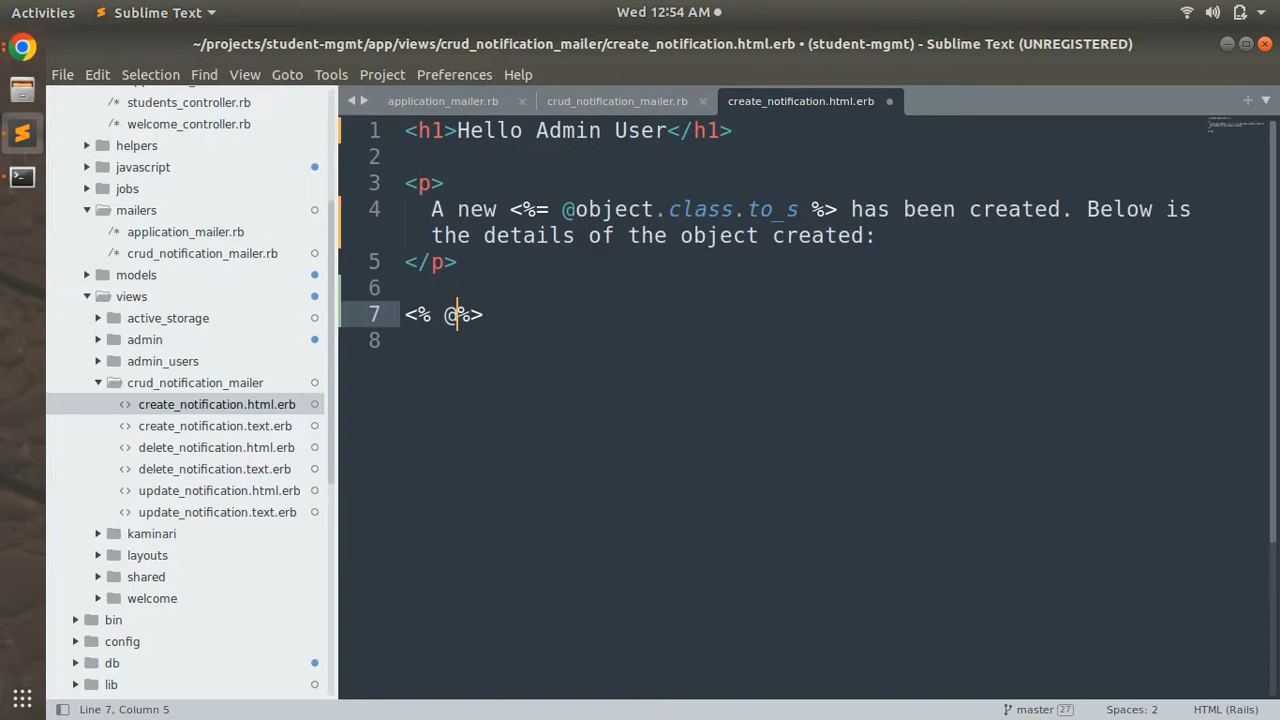 Activities
Sublime Text
Wed 12:54 AM
~/projects/student-mgmt/app/views/crud_notification_mailer/create_notification.html.erb • (student-mgmt) - Sublime Text (UNREGISTERED)
File Edit Selection Find View Goto Tools Project Preferences Help
students_controller.rb
welcome_controller.rb
helpers
javascript
jobs
mailers
application_mailer.rb
crud_notification_mailer.rb
models
views
active_storage
admin
admin_users
crud_notification_mailer
create_notification.html.erb
create_notification.text.erb
delete_notification.html.erb
delete_notification.text.erb
update_notification.html.erb
update_notification.text.erb
kaminari
layouts
shared
welcome
bin
config
db
lib
application_mailer.rb
crud_notification_mailer.rb
create_notification.html.erb
1 <h1>Hello Admin User</h1>
2
3 <p>
4 A new <%= @object.class.to_s %> has been created. Below is
the details of the object created:
5 </p>
6
7 <% @%>
8
Line 7, Column 5
master 27
Spaces: 2
HTML (Rails)